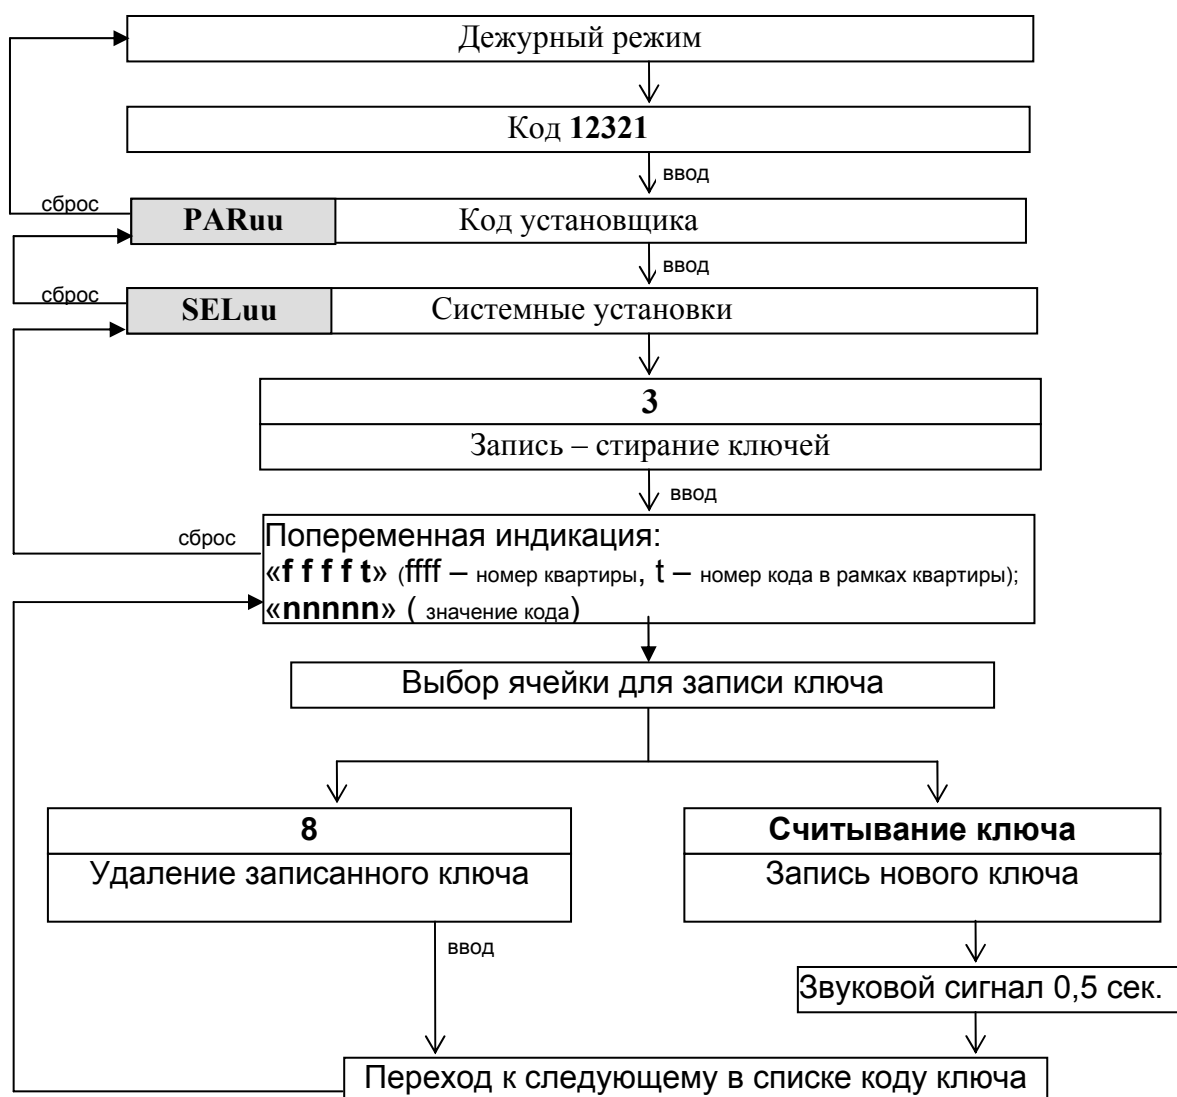 Дежурный режим
Код 12321
ввод
сброс
PARuu Код установщика
ввод
сброс
SELuu Системные установки
3
Запись – стирание ключей
ввод
сброс
Попеременная индикация:
«f f f f t» (ffff – номер квартиры, t – номер кода в рамках квартиры);
«nnnnn» ( значение кода)
Выбор ячейки для записи ключа
8 Считывание ключа
Удаление записанного ключа Запись нового ключа
ввод
Звуковой сигнал 0,5 сек.
Переход к следующему в списке коду ключа